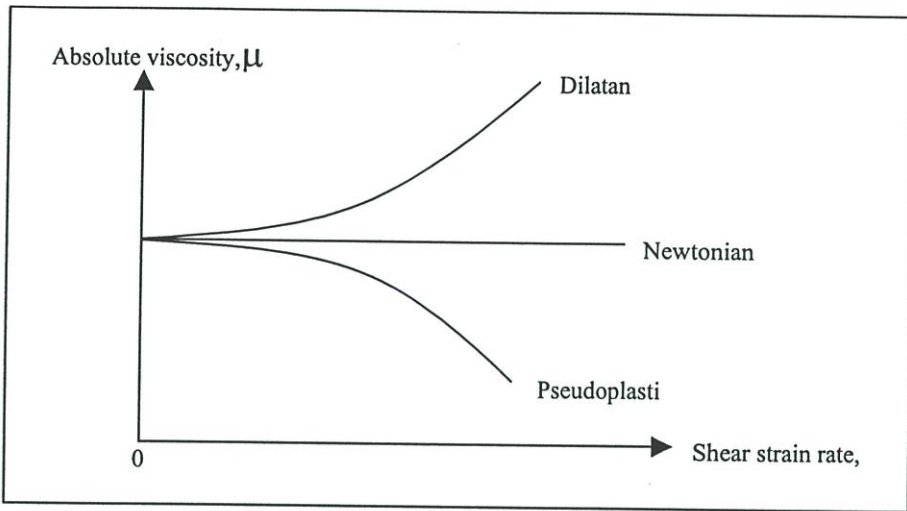 Absolute viscosity, μ
Dilatan
Newtonian
Pseudoplasti
0
Shear strain rate,